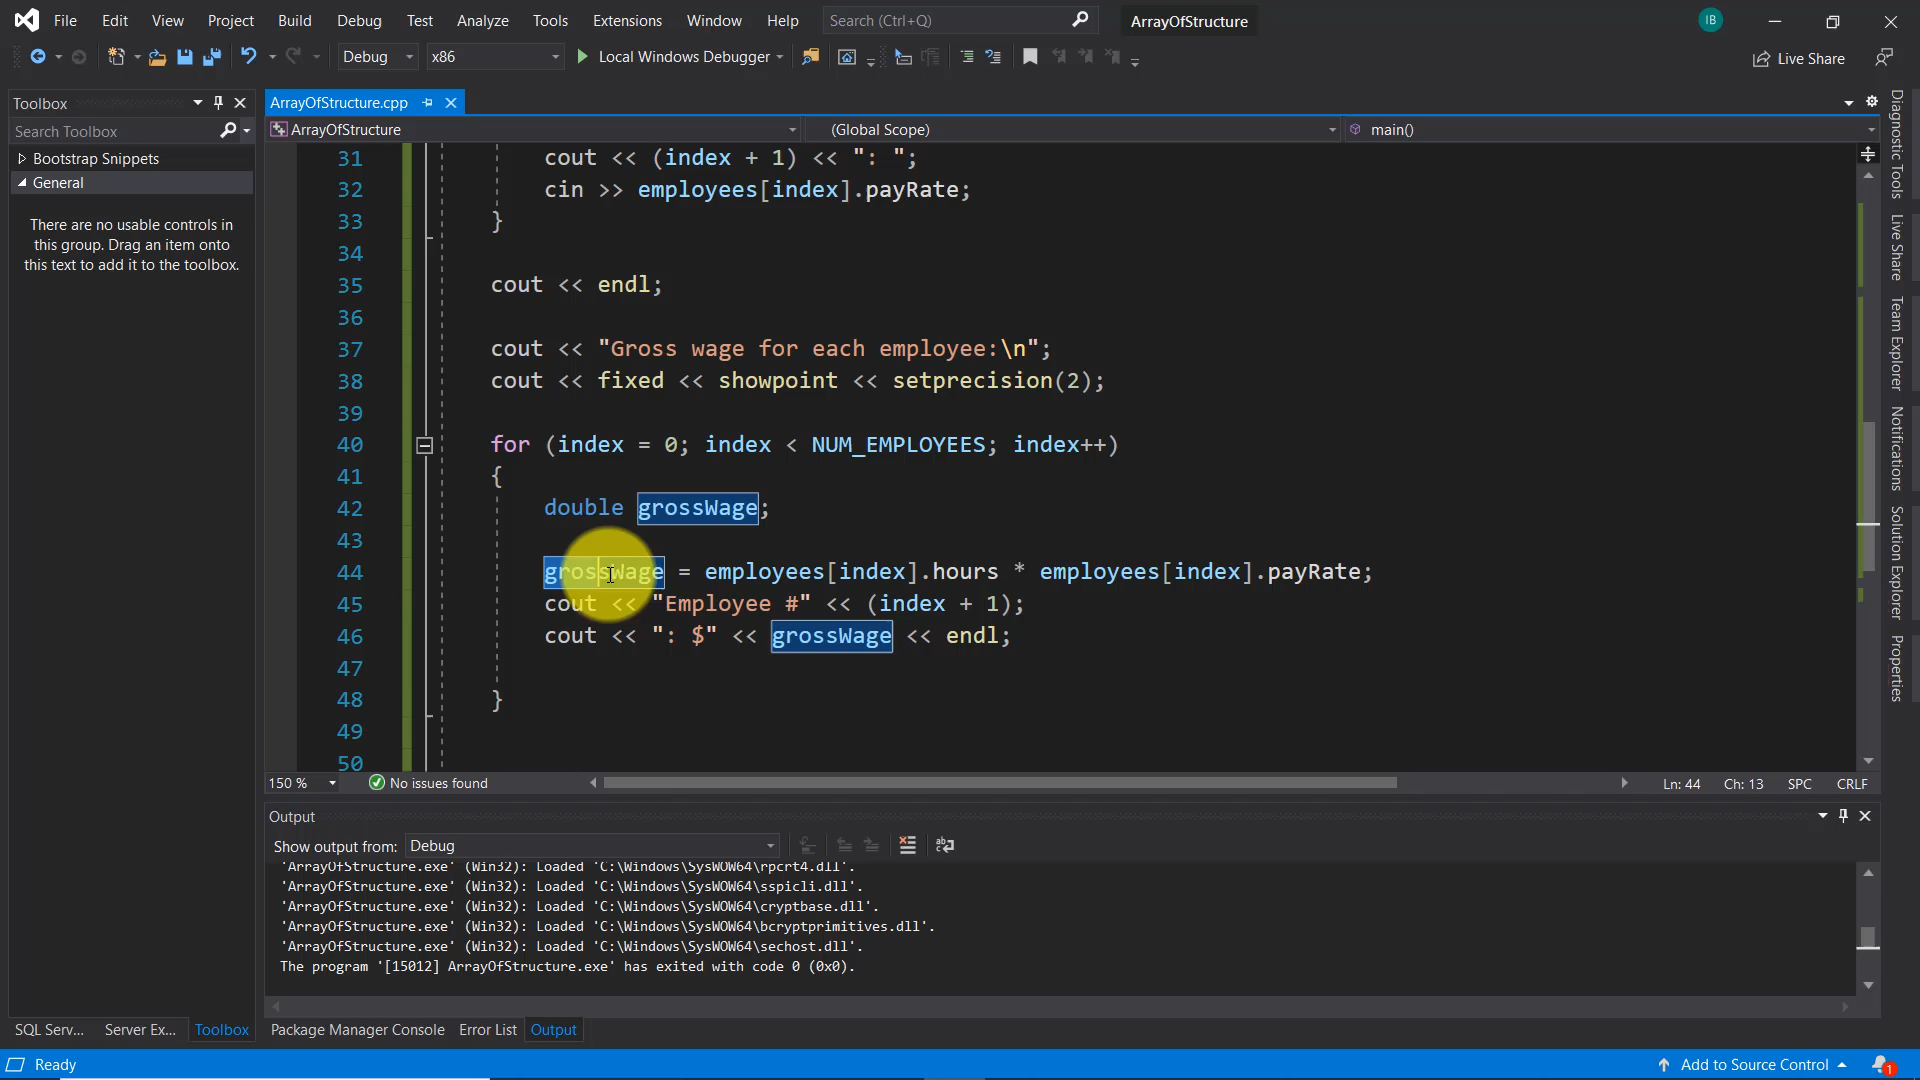 File Edit View Project Build Debug Test Analyze Tools Extensions Window Help Search (Ctrl+Q) ArrayOfStructure IB
Debug x86 Local Windows Debugger Live Share
Toolbox
Search Toolbox
Bootstrap Snippets
General
There are no usable controls in
this group. Drag an item onto
this text to add it to the toolbox.
ArrayOfStructure.cpp
ArrayOfStructure (Global Scope) main()
31 cout << (index + 1) << ": ";
32 cin >> employees[index].payRate;
33 }
34
35 cout << endl;
36
37 cout << "Gross wage for each employee:\n";
38 cout << fixed << showpoint << setprecision(2);
39
40 for (index = 0; index < NUM_EMPLOYEES; index++)
41 {
42 double grossWage;
43
44 grossWage = employees[index].hours * employees[index].payRate;
45 cout << "Employee #" << (index + 1);
46 cout << ": $" << grossWage << endl;
47
48 }
49
50
150 % No issues found Ln: 44 Ch: 13 SPC CRLF
Output
Show output from: Debug
'ArrayOfStructure.exe' (Win32): Loaded 'C:\Windows\SysWOW64\rpcrt4.dll'.
'ArrayOfStructure.exe' (Win32): Loaded 'C:\Windows\SysWOW64\sspicli.dll'.
'ArrayOfStructure.exe' (Win32): Loaded 'C:\Windows\SysWOW64\cryptbase.dll'.
'ArrayOfStructure.exe' (Win32): Loaded 'C:\Windows\SysWOW64\bcryptprimitives.dll'.
'ArrayOfStructure.exe' (Win32): Loaded 'C:\Windows\SysWOW64\sechost.dll'.
The program '[15012] ArrayOfStructure.exe' has exited with code 0 (0x0).
SQL Serv... Server Ex... Toolbox Package Manager Console Error List Output
Ready Add to Source Control 1
Diagnostic Tools
Live Share
Team Explorer
Notifications
Solution Explorer
Properties